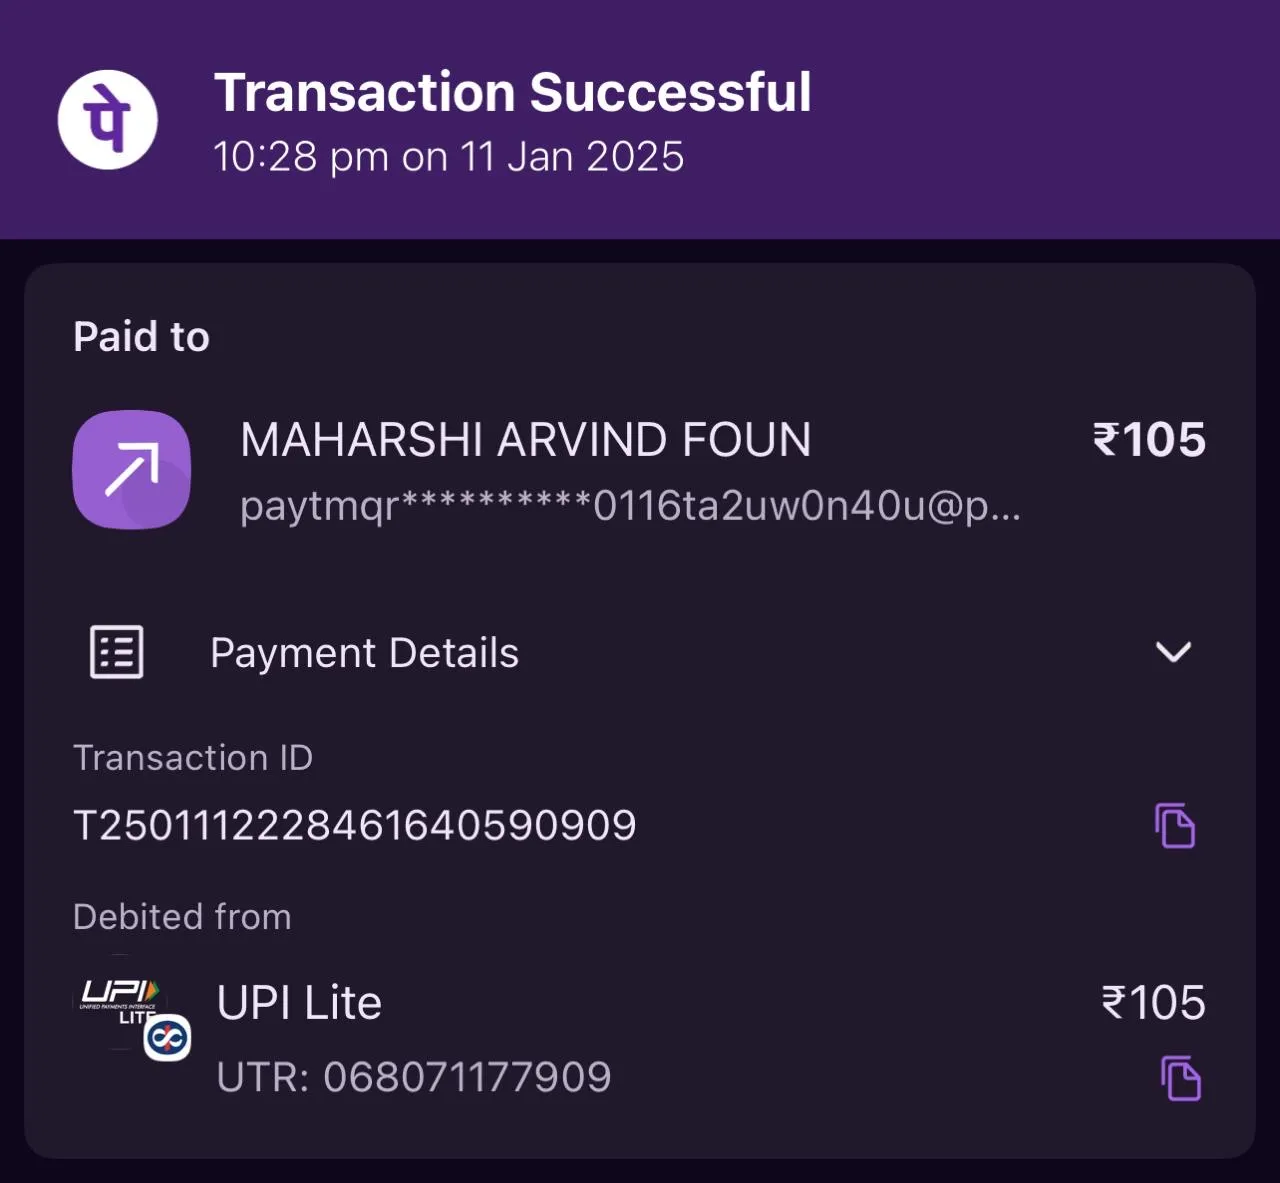 पे
Transaction Successful
10:28 pm on 11 Jan 2025
Paid to
MAHARSHI ARVIND FOUN
₹105
paytmqr**********0116ta2uw0n40u@p...
Payment Details
Transaction ID
T2501112228461640590909
Debited from
UPI
UNIFIED PAYMENTS INTERFACE
LITE
UPI Lite
₹105
UTR: 068071177909